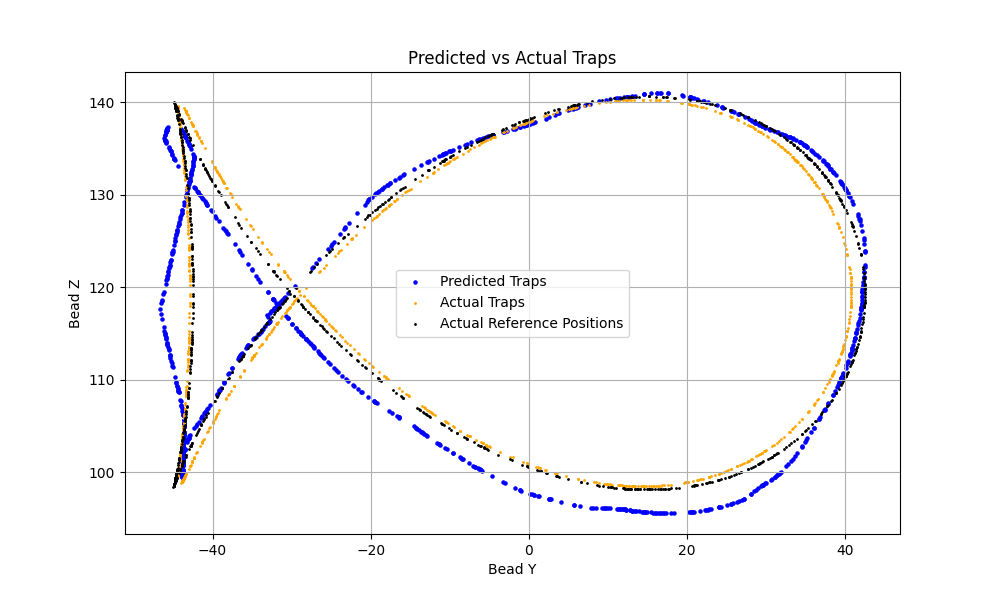 Predicted vs Actual Traps
140
130
120
110
100
Bead Z
Predicted Traps
Actual Traps
Actual Reference Positions
−40
−20
0
20
40
Bead Y